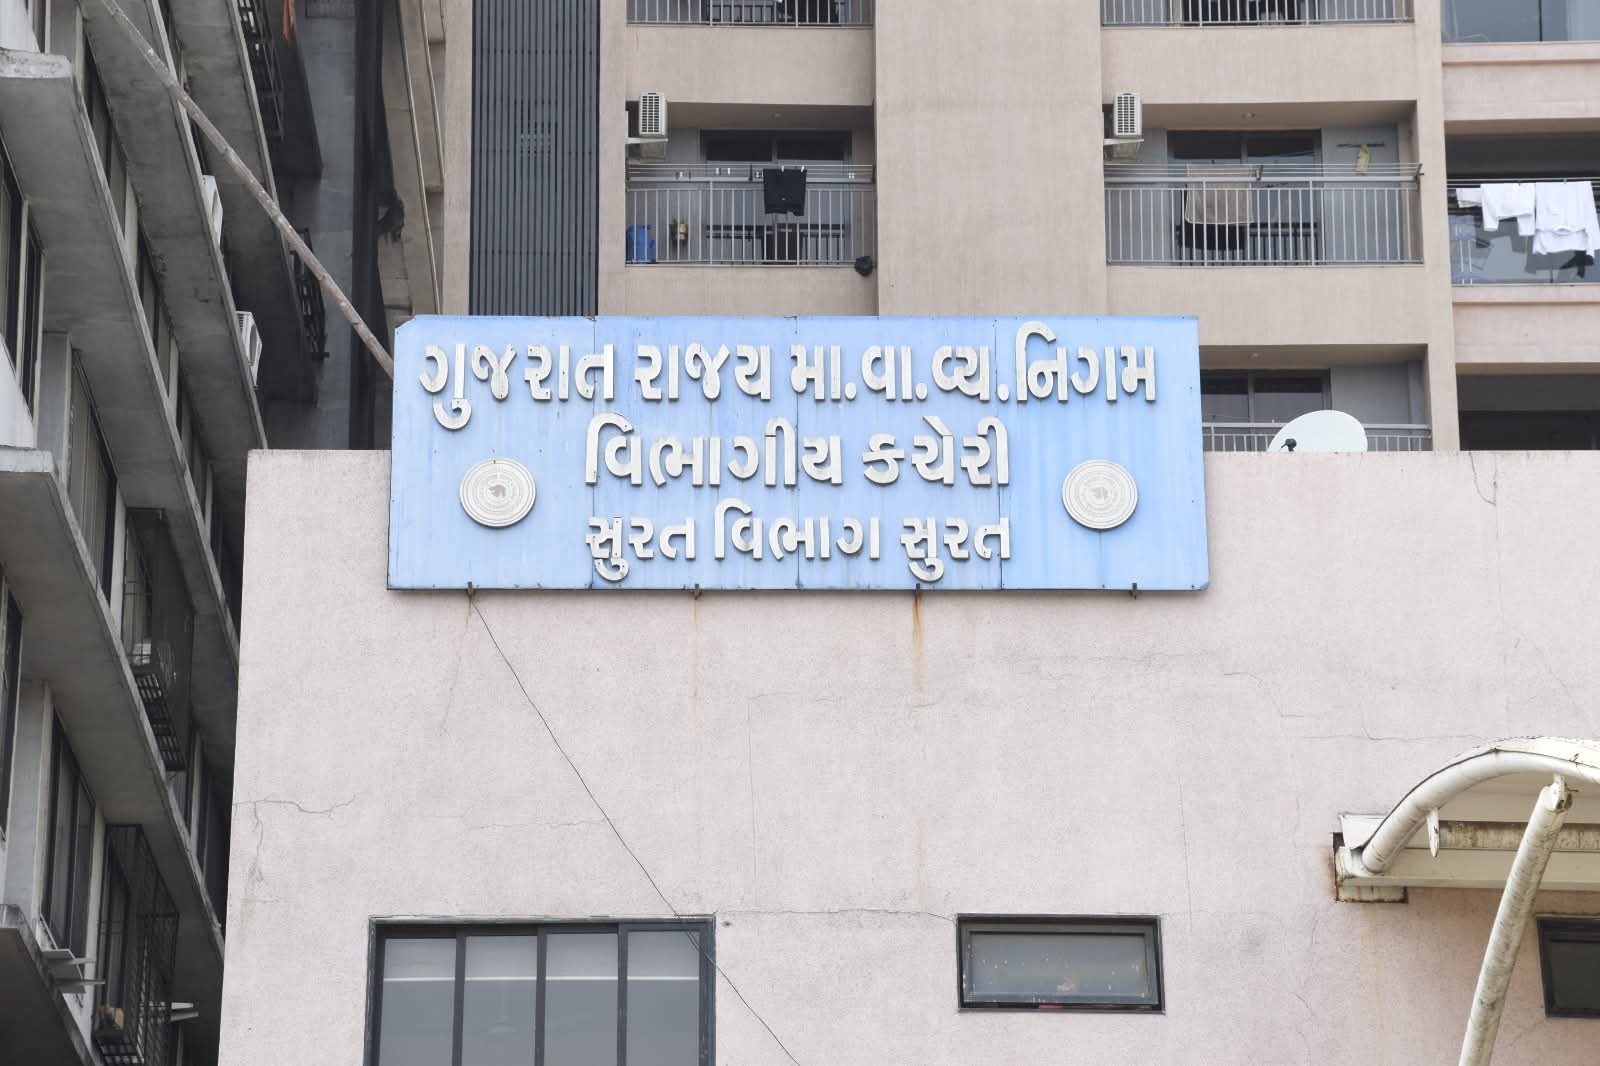 ગુજરાત રાજય મા.વા.વ્ય.નિગમ
વિભાગીય કચેરી
સુરત વિભાગ સુરત